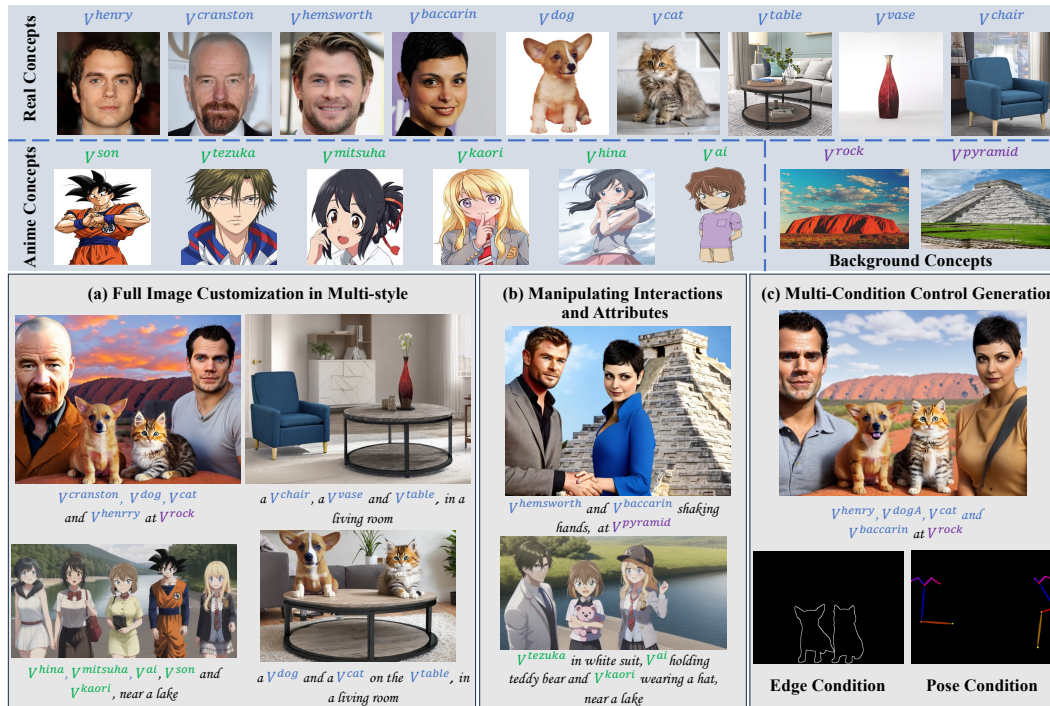 Real Concepts
V^henry V^cranston V^hemsworth V^baccarin V^dog V^cat V^table V^vase V^chair
Anime Concepts
V^son V^tezuka V^mitsuha V^kaori V^hina V^ai V^rock V^pyramid
Background Concepts
(a) Full Image Customization in Multi-style
V^cranston, V^dog, V^cat
and V^henrry at V^rock
a V^chair, a V^vase and V^table, in a
living room
V^hina, V^mitsuha, V^ai, V^son and
V^kaori, near a lake
a V^dog and a V^cat on the V^table, in
a living room
(b) Manipulating Interactions
and Attributes
V^hemsworth and V^baccarin shaking
hands, at V^pyramid
V^tezuka in white suit, V^ai holding
teddy bear and V^kaori wearing a hat,
near a lake
(c) Multi-Condition Control Generation
V^henry, V^dogA, V^cat and
V^baccarin at V^rock
Edge Condition
Pose Condition